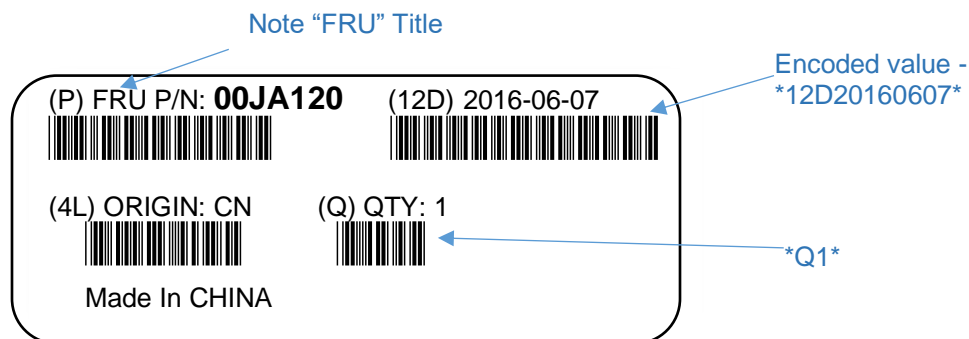 Note “FRU” Title
Encoded value -
*12D20160607*
(P) FRU P/N: 00JA120
(12D) 2016-06-07
(4L) ORIGIN: CN
(Q) QTY: 1
*Q1*
Made In CHINA